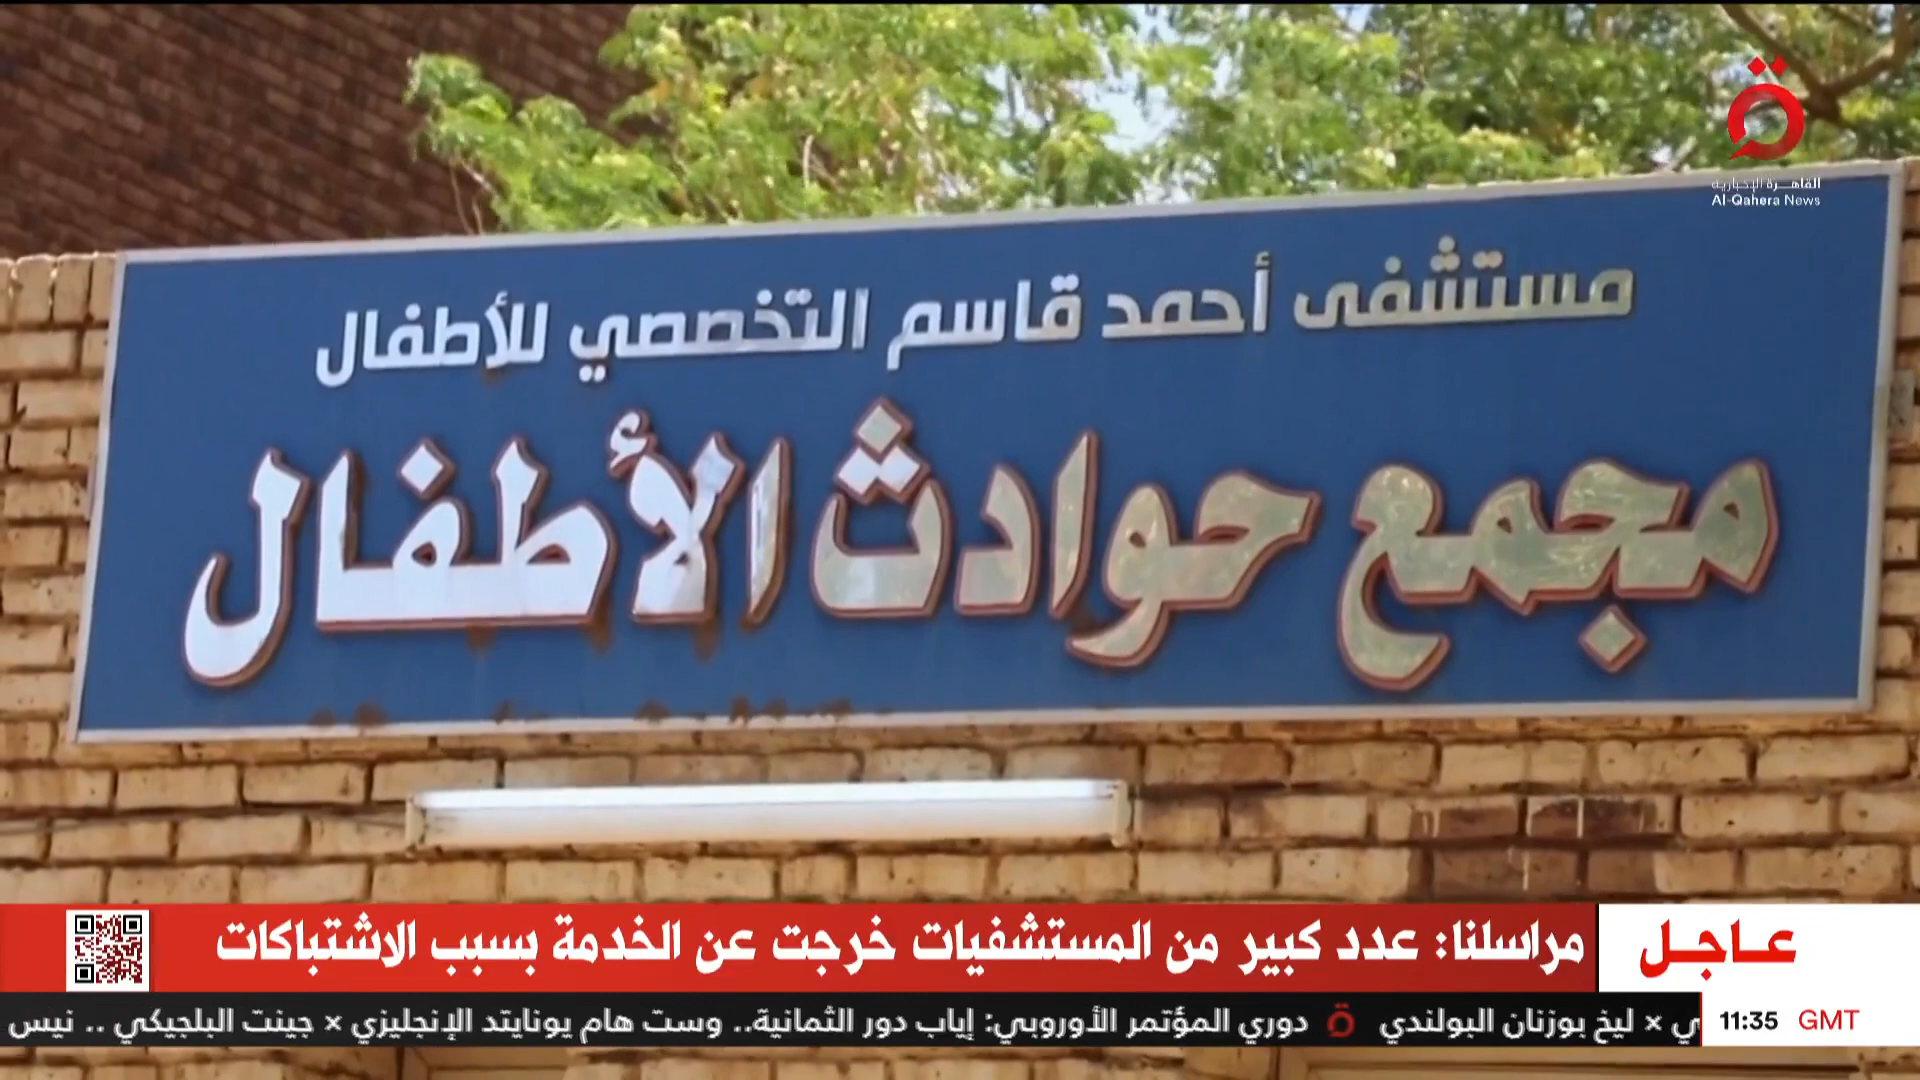 القاهرة الإخبارية
Al-Qahera News
مستشفى أحمد قاسم التخصصي للأطفال
مجمع حوادث الأطفال
عاجل
مراسلنا: عدد كبير من المستشفيات خرجت عن الخدمة بسبب الاشتباكات
11:35 GMT
× ليخ بوزنان البولندي دوري المؤتمر الأوروبي: إياب دور الثمانية.. وست هام يونايتد الإنجليزي × جينت البلجيكي .. نيس